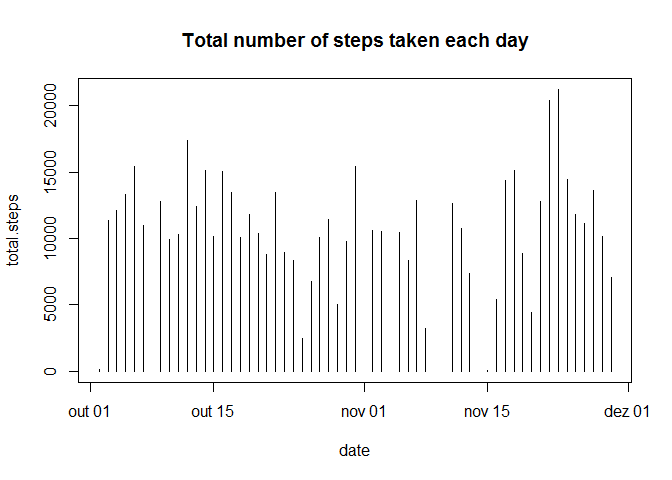 Total number of steps taken each day
total.steps
20000
15000
10000
5000
0
out 01 out 15 nov 01 nov 15 dez 01
date